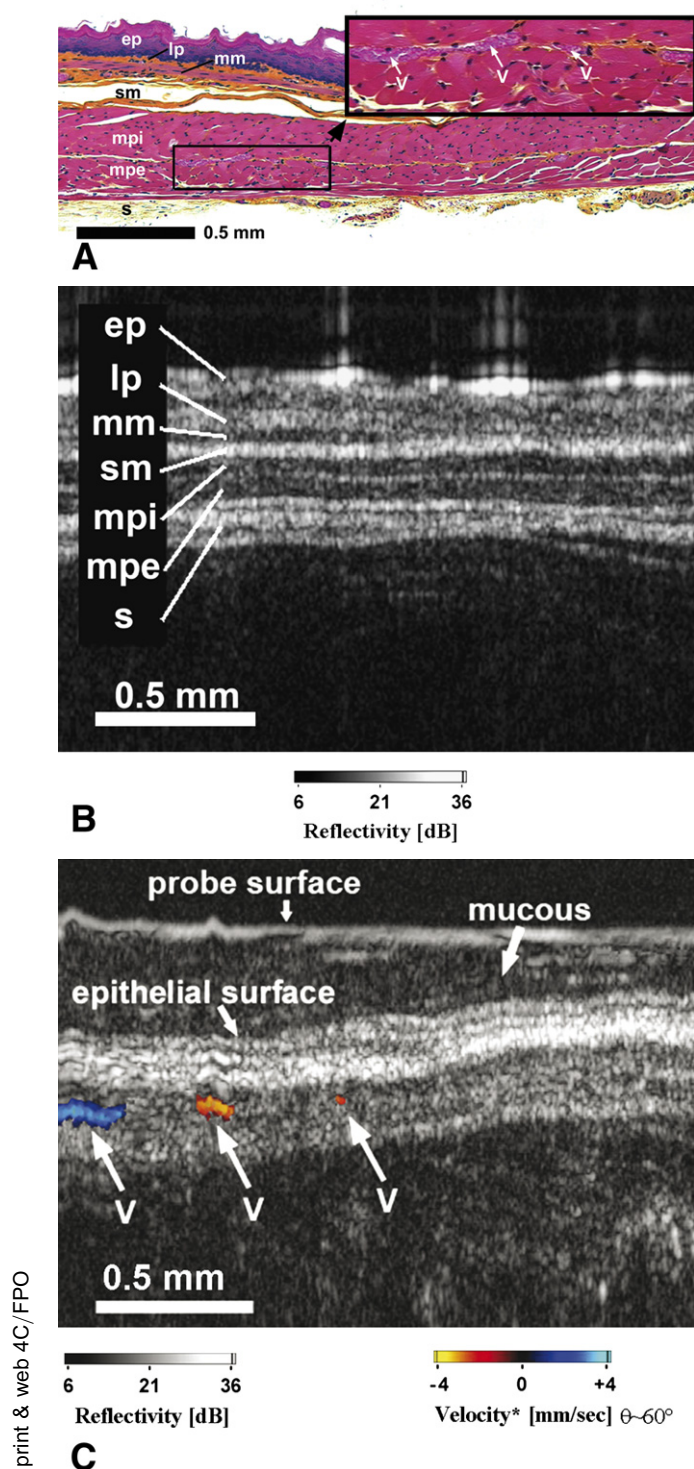 ep
lp
mm
sm
mpi
mpe
s
V
V
V
0.5 mm
A
ep
lp
mm
sm
mpi
mpe
s
0.5 mm
6 21 36
Reflectivity [dB]
B
probe surface
mucous
epithelial surface
V
V
V
0.5 mm
6 21 36
Reflectivity [dB]
-4 0 +4
Velocity* [mm/sec] θ~60°
C
print & web 4C/FPO